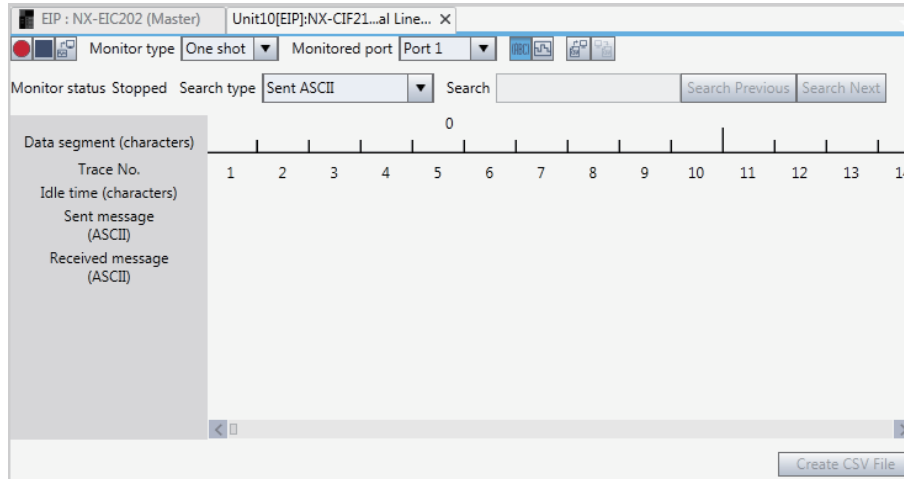 EIP : NX-EIC202 (Master) Unit10[EIP]:NX-CIF21...al Line... X
Monitor type One shot Monitored port Port 1
Monitor status Stopped Search type Sent ASCII Search Search Previous Search Next
0
Data segment (characters)
Trace No. 1 2 3 4 5 6 7 8 9 10 11 12 13
Idle time (characters)
Sent message
(ASCII)
Received message
(ASCII)
Create CSV File